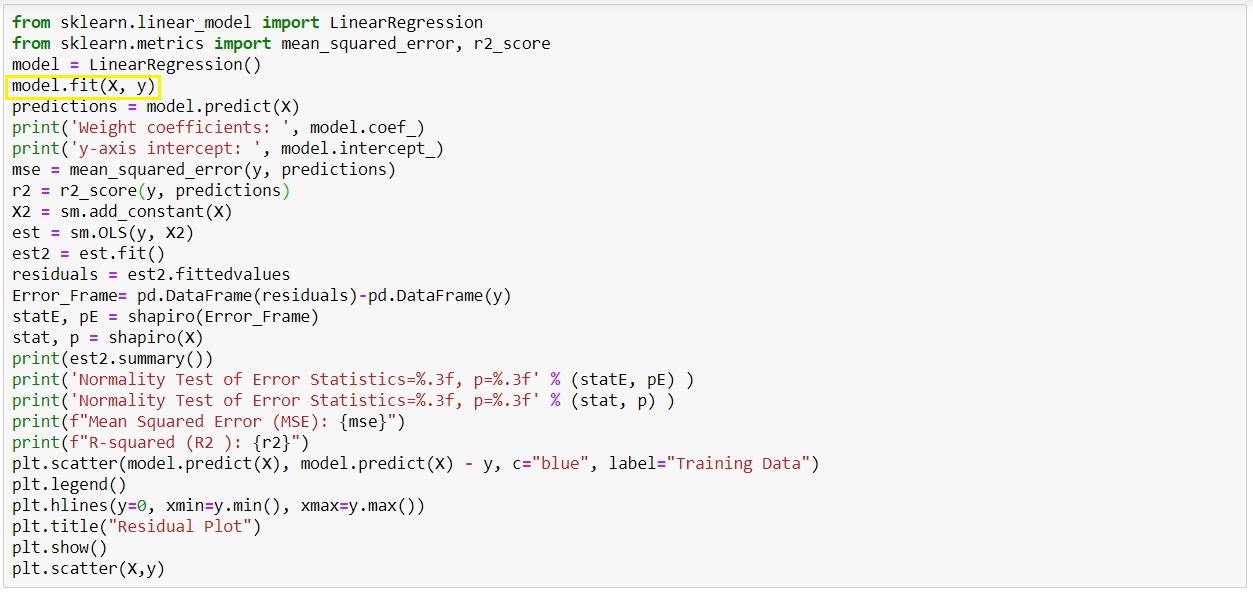 from sklearn.linear_model import LinearRegression
from sklearn.metrics import mean_squared_error, r2_score
model = LinearRegression()
model.fit(X, y)
predictions = model.predict(X)
print('Weight coefficients: ', model.coef_)
print('y-axis intercept: ', model.intercept_)
mse = mean_squared_error(y, predictions)
r2 = r2_score(y, predictions)
X2 = sm.add_constant(X)
est = sm.OLS(y, X2)
est2 = est.fit()
residuals = est2.fittedvalues
Error_Frame= pd.DataFrame(residuals)-pd.DataFrame(y)
statE, pE = shapiro(Error_Frame)
stat, p = shapiro(X)
print(est2.summary())
print('Normality Test of Error Statistics=%.3f, p=%.3f' % (statE, pE) )
print('Normality Test of Error Statistics=%.3f, p=%.3f' % (stat, p) )
print(f"Mean Squared Error (MSE): {mse}")
print(f"R-squared (R2 ): {r2}")
plt.scatter(model.predict(X), model.predict(X) - y, c="blue", label="Training Data")
plt.legend()
plt.hlines(y=0, xmin=y.min(), xmax=y.max())
plt.title("Residual Plot")
plt.show()
plt.scatter(X,y)